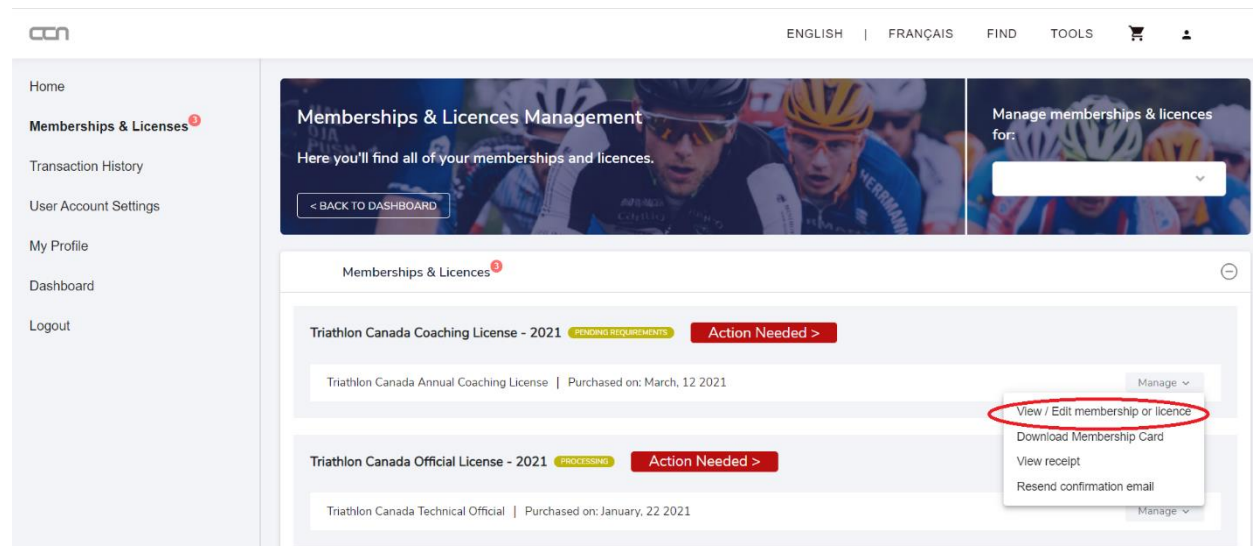 ccn
ENGLISH | FRANÇAIS FIND TOOLS
Home
Memberships & Licenses 3
Transaction History
User Account Settings
My Profile
Dashboard
Logout
Memberships & Licences Management
Here you'll find all of your memberships and licences.
< BACK TO DASHBOARD
HERRMANN
Manage memberships & licences
for:
Memberships & Licences 3
Triathlon Canada Coaching License - 2021 PENDING REQUIREMENTS Action Needed >
Triathlon Canada Annual Coaching License | Purchased on: March, 12 2021 Manage
View / Edit membership or licence
Download Membership Card
View receipt
Resend confirmation email
Triathlon Canada Official License - 2021 PROCESSING Action Needed >
Triathlon Canada Technical Official | Purchased on: January, 22 2021 Manage